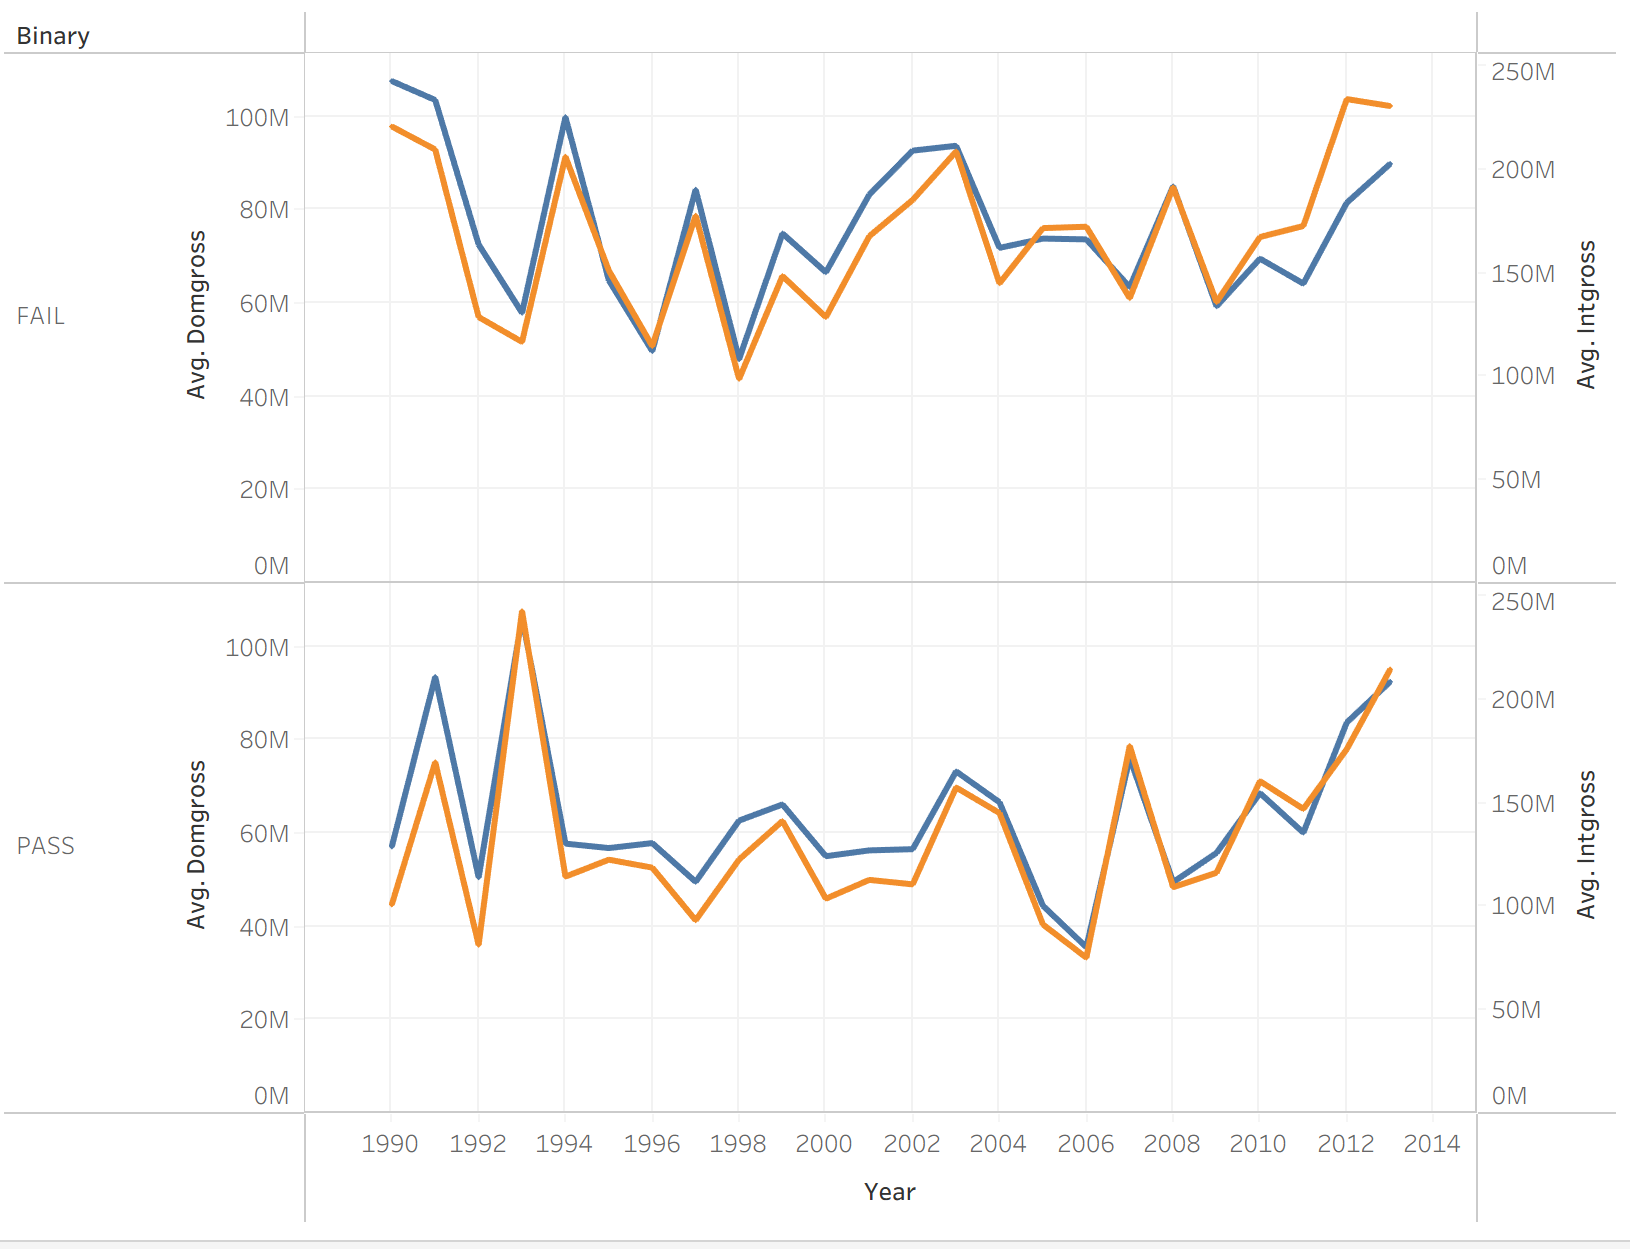 Binary
FAIL
Avg. Domgross
100M
80M
60M
40M
20M
0M
Avg. Intgross
250M
200M
150M
100M
50M
0M
PASS
Avg. Domgross
100M
80M
60M
40M
20M
0M
Avg. Intgross
250M
200M
150M
100M
50M
0M
1990 1992 1994 1996 1998 2000 2002 2004 2006 2008 2010 2012 2014
Year